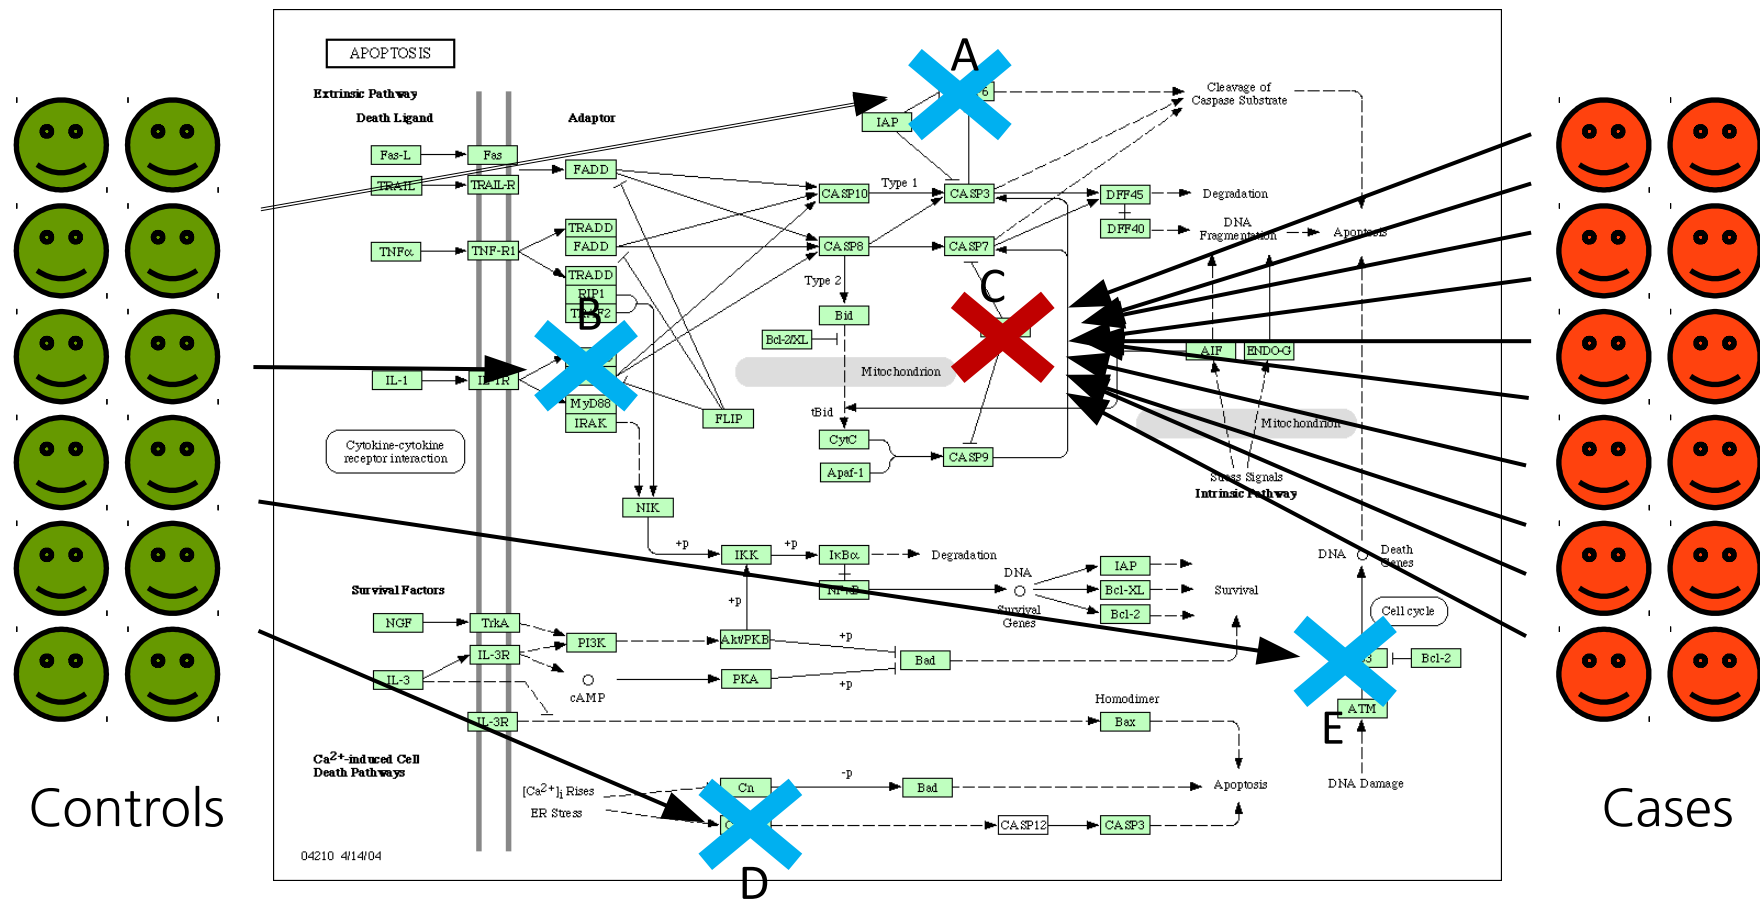 A
APOPTOSIS
Extrinsic Pathway
Death Ligand
Adaptor
6
Cleavage of
Caspase Substrate
IAP
Fas-L
Fas
TRAIL
TRAIL-R
FADD
CASP10
Type 1
CASP3
DFF45
Degradation
TNFα
TNF-R1
TRADD
FADD
CASP8
CASP7
DFF40
DNA
Fragmentation
Apoptosis
TRADD
RIP1
TRAF2
B
Type 2
C
Bid
Bcl-2/XL
Mitochondrion
AIF
ENDO-G
IL-1
IL-1R
MyD88
IRAK
FLIP
tBid
Mitochondrion
CytC
Apaf-1
CASP9
Cytokine-cytokine
receptor interaction
Stress Signals
Intrinsic Pathway
NIK
+p
IKK
+p
IκBα
Degradation
NFκB
DNA
Survival
Genes
IAP
Bcl-XL
Bcl-2
Survival
DNA
Death
Genes
Cell cycle
Survival Factors
+p
NGF
TrkA
PI3K
Akt/PKB
+p
IL-3R
IL-3
cAMP
PKA
+p
Bad
3
Bcl-2
ATM
E
IL-3R
Homodimer
Bax
Ca2+-induced Cell
Death Pathways
[Ca2+]i Rises
ER Stress
Cn
-p
Bad
Apoptosis
DNA Damage
C
CASP12
CASP3
D
04210 4/14/04
Controls
Cases